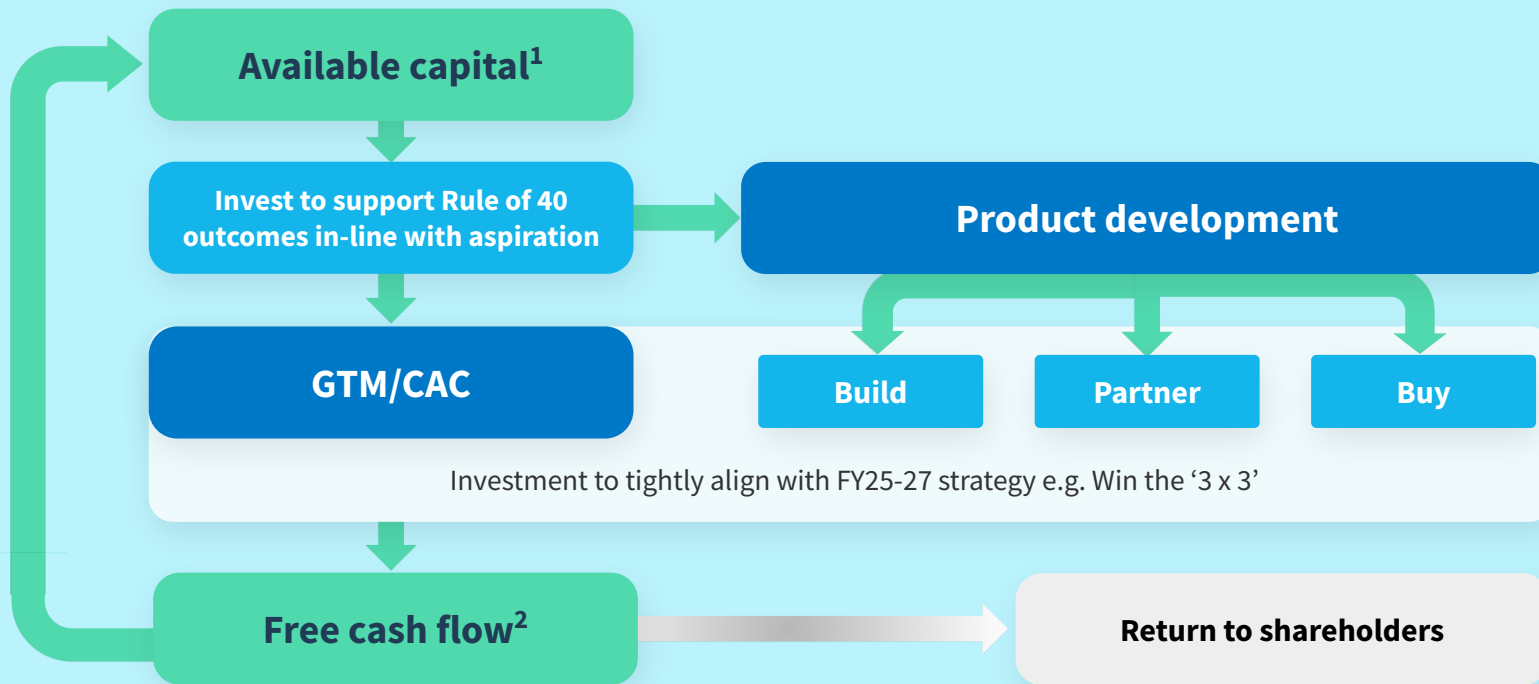 Available capital¹
Invest to support Rule of 40
outcomes in-line with aspiration
Product development
GTM/CAC
Build
Partner
Buy
Investment to tightly align with FY25-27 strategy e.g. Win the ‘3 x 3’
Free cash flow²
Return to shareholders